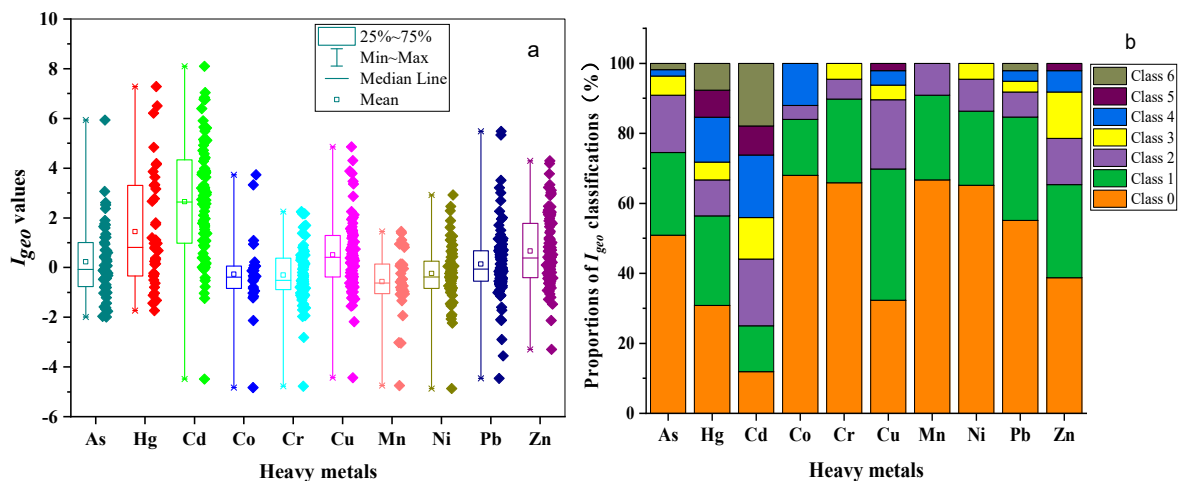 a
I_geo values
10
8
6
4
2
0
-2
-4
-6
25%~75%
Min~Max
Median Line
Mean
As Hg Cd Co Cr Cu Mn Ni Pb Zn
Heavy metals
b
Proportions of I_geo classifications (%)
100
80
60
40
20
0
Class 6
Class 5
Class 4
Class 3
Class 2
Class 1
Class 0
As Hg Cd Co Cr Cu Mn Ni Pb Zn
Heavy metals